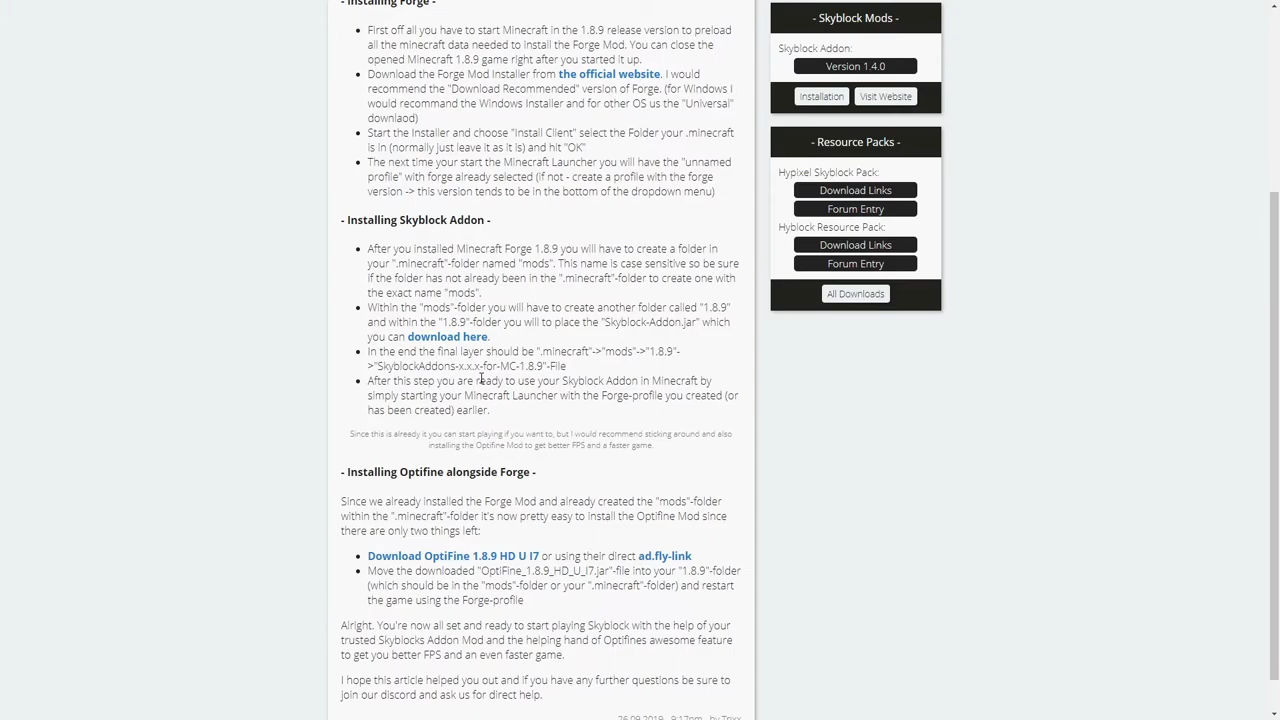 - Installing Forge -
First off all you have to start Minecraft in the 1.8.9 release version to preload
all the minecraft data needed to install the Forge Mod. You can close the
opened Minecraft 1.8.9 game right after you started it up.
Download the Forge Mod Installer from the official website. I would
recommend the "Download Recommended" version of Forge. (for Windows I
would recommand the Windows Installer and for other OS us the "Universal"
downlaod)
Start the Installer and choose "Install Client" select the Folder your .minecraft
is in (normally just leave it as it is) and hit "OK"
The next time your start the Minecraft Launcher you will have the "unnamed
profile" with forge already selected (if not - create a profile with the forge
version -> this version tends to be in the bottom of the dropdown menu)
- Installing Skyblock Addon -
After you installed Minecraft Forge 1.8.9 you will have to create a folder in
your ".minecraft"-folder named "mods". This name is case sensitive so be sure
if the folder has not already been in the ".minecraft"-folder to create one with
the exact name "mods".
Within the "mods"-folder you will have to create another folder called "1.8.9"
and within the "1.8.9"-folder you will to place the "Skyblock-Addon.jar" which
you can download here.
In the end the final layer should be ".minecraft"->"mods"->"1.8.9"-
>"SkyblockAddons-x.x.x-for-MC-1.8.9"-File
After this step you are ready to use your Skyblock Addon in Minecraft by
simply starting your Minecraft Launcher with the Forge-profile you created (or
has been created) earlier.
Since this is already it you can start playing if you want to, but I would recommend sticking around and also
installing the Optifine Mod to get better FPS and a faster game.
- Installing Optifine alongside Forge -
Since we already installed the Forge Mod and already created the "mods"-folder
within the ".minecraft"-folder it's now pretty easy to install the Optifine Mod since
there are only two things left:
Download OptiFine 1.8.9 HD U I7 or using their direct ad.fly-link
Move the downloaded "OptiFine_1.8.9_HD_U_I7.jar"-file into your "1.8.9"-folder
(which should be in the "mods"-folder or your ".minecraft"-folder) and restart
the game using the Forge-profile
Alright. You're now all set and ready to start playing Skyblock with the help of your
trusted Skyblocks Addon Mod and the helping hand of Optifines awesome feature
to get you better FPS and an even faster game.
I hope this article helped you out and if you have any further questions be sure to
join our discord and ask us for direct help.
26.09.2019 - 9:17pm - by Trixx
- Skyblock Mods -
Skyblock Addon:
Version 1.4.0
Installation Visit Website
- Resource Packs -
Hypixel Skyblock Pack:
Download Links
Forum Entry
Hyblock Resource Pack:
Download Links
Forum Entry
All Downloads